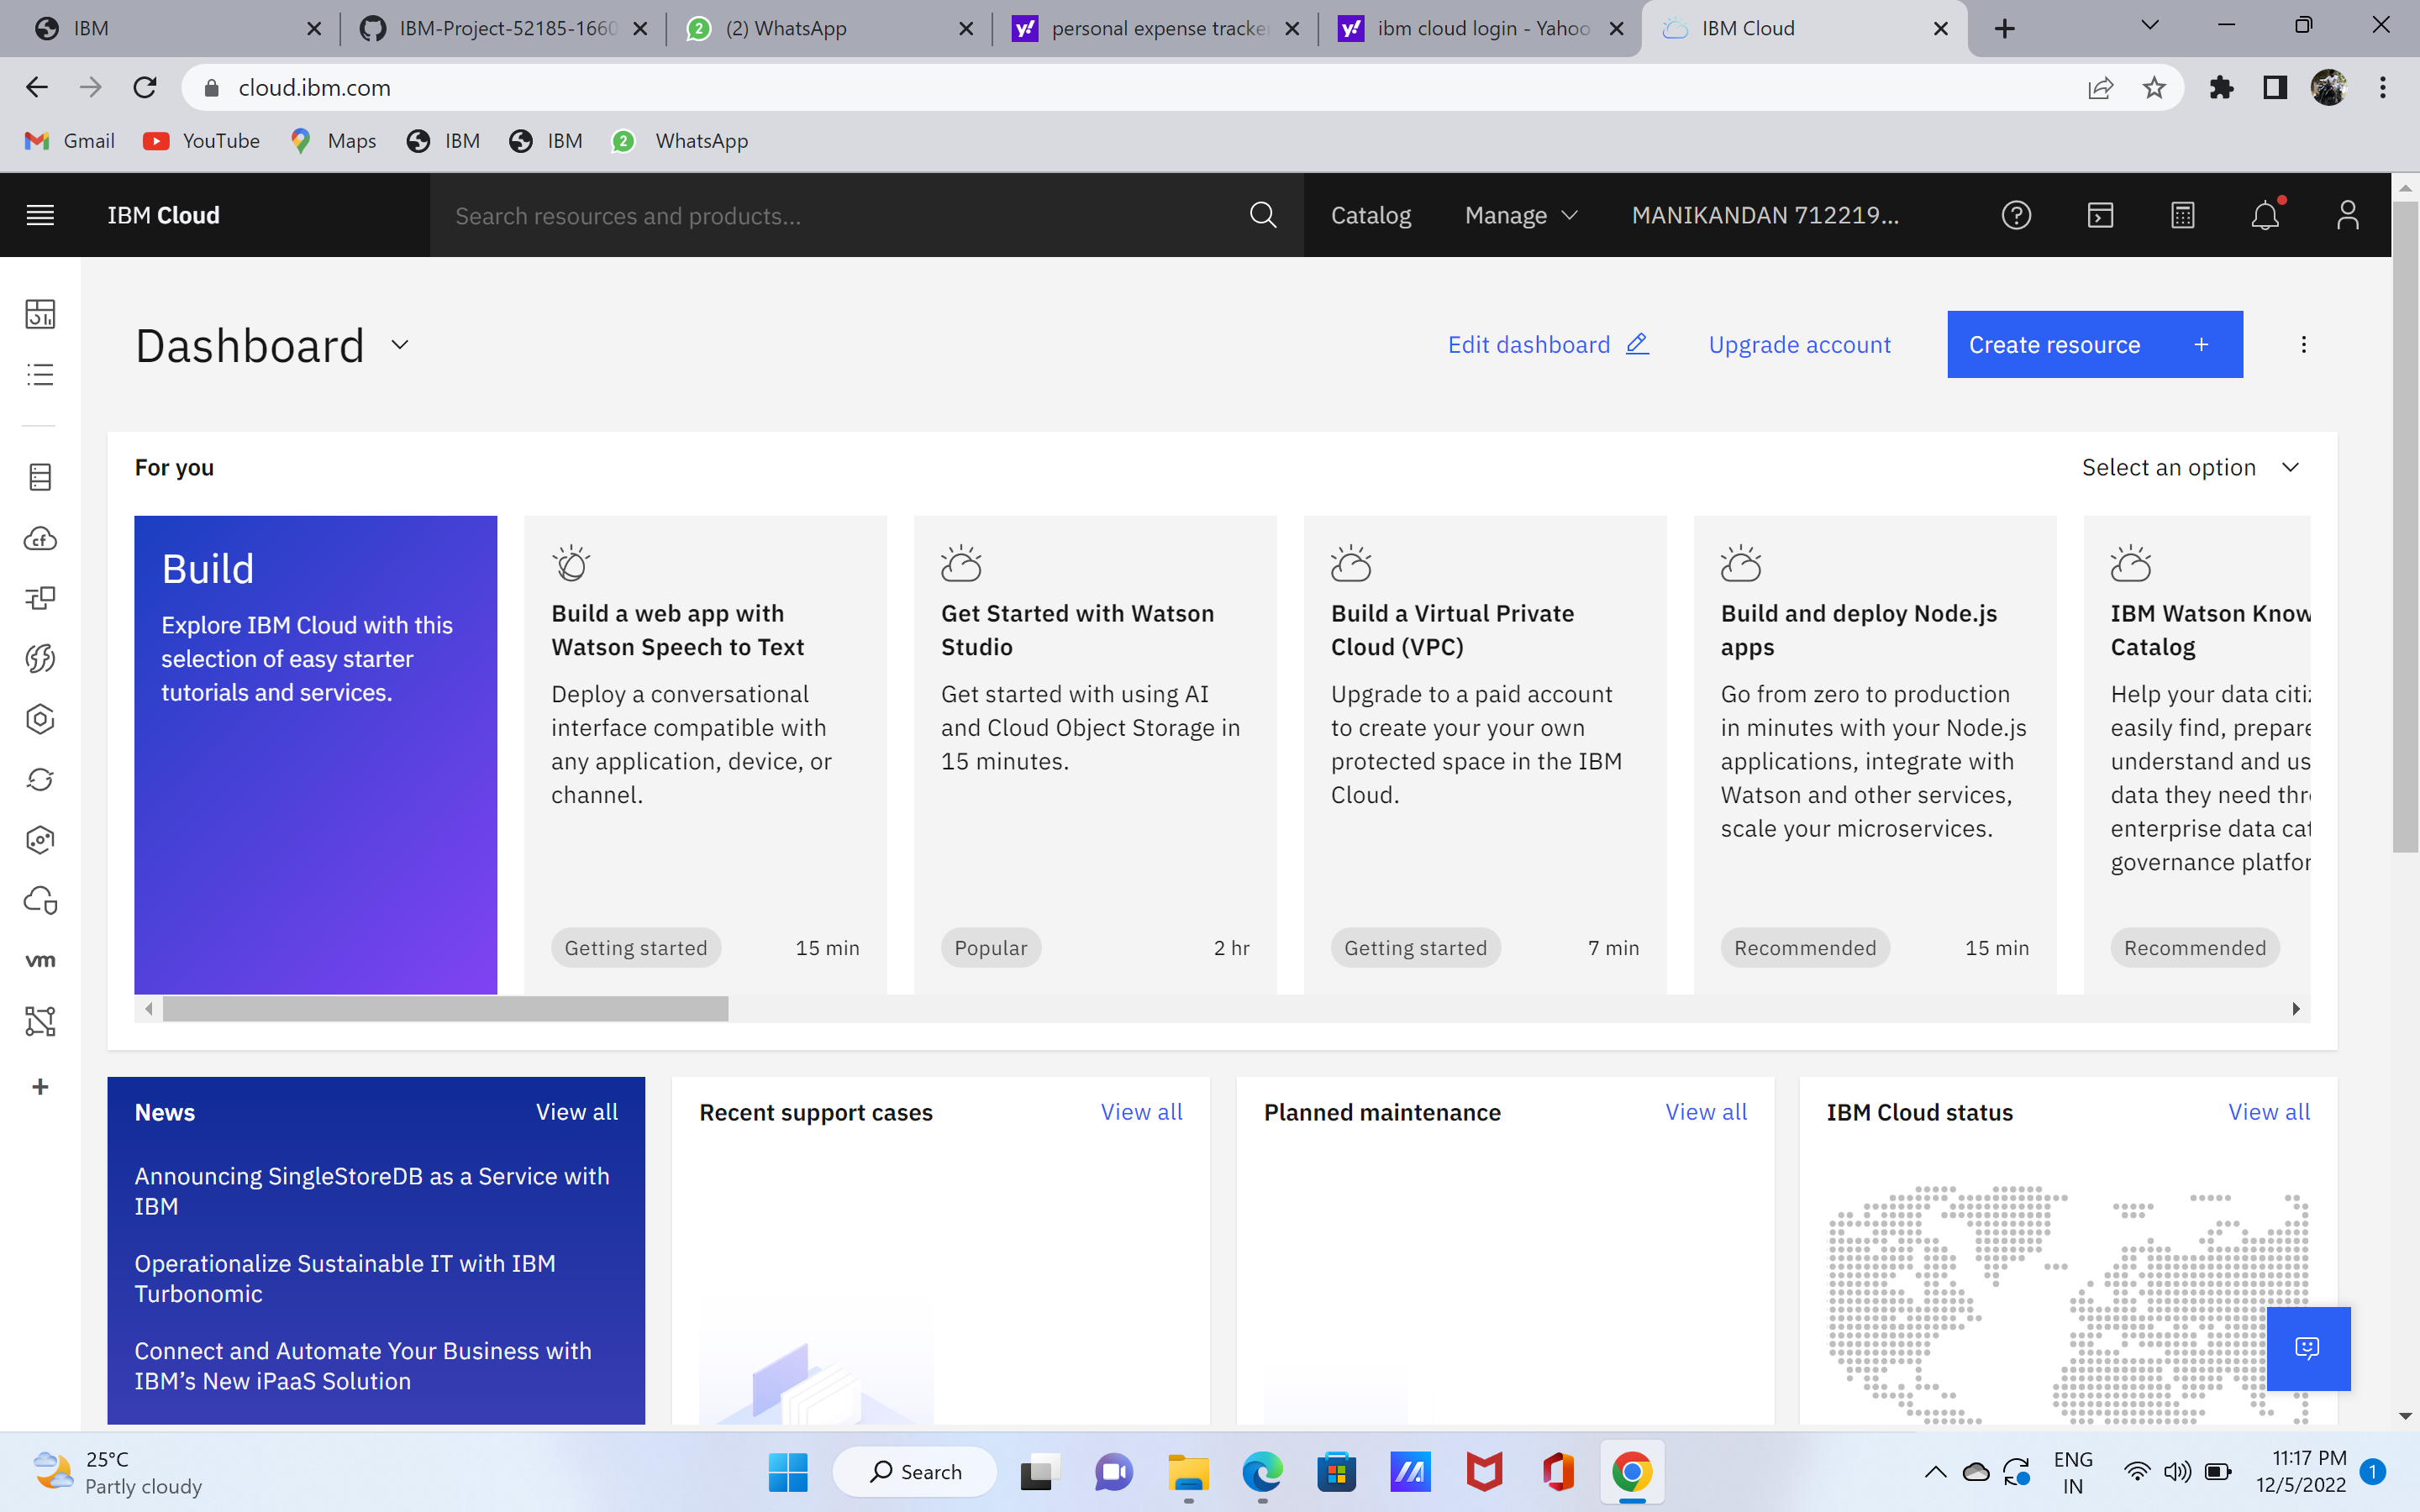 IBM
IBM-Project-52185-1660
(2) WhatsApp
personal expense tracke
ibm cloud login - Yahoo
IBM Cloud
cloud.ibm.com
Gmail
YouTube
Maps
IBM
IBM
2
WhatsApp
IBM Cloud
Search resources and products...
Catalog
Manage
MANIKANDAN 712219...
Dashboard
Edit dashboard
Upgrade account
Create resource +
For you
Select an option
Build
Explore IBM Cloud with this
selection of easy starter
tutorials and services.
Build a web app with
Watson Speech to Text
Deploy a conversational
interface compatible with
any application, device, or
channel.
Getting started 15 min
Get Started with Watson
Studio
Get started with using AI
and Cloud Object Storage in
15 minutes.
Popular 2 hr
Build a Virtual Private
Cloud (VPC)
Upgrade to a paid account
to create your your own
protected space in the IBM
Cloud.
Getting started 7 min
Build and deploy Node.js
apps
Go from zero to production
in minutes with your Node.js
applications, integrate with
Watson and other services,
scale your microservices.
Recommended 15 min
IBM Watson Know
Catalog
Help your data citi
easily find, prepare
understand and us
data they need thr
enterprise data cat
governance platfor
Recommended
cf
vm
News View all
Announcing SingleStoreDB as a Service with
IBM
Operationalize Sustainable IT with IBM
Turbonomic
Connect and Automate Your Business with
IBM’s New iPaaS Solution
Recent support cases View all
Planned maintenance View all
IBM Cloud status View all
25°C
Partly cloudy
Search
ENG
IN
11:17 PM
12/5/2022
1